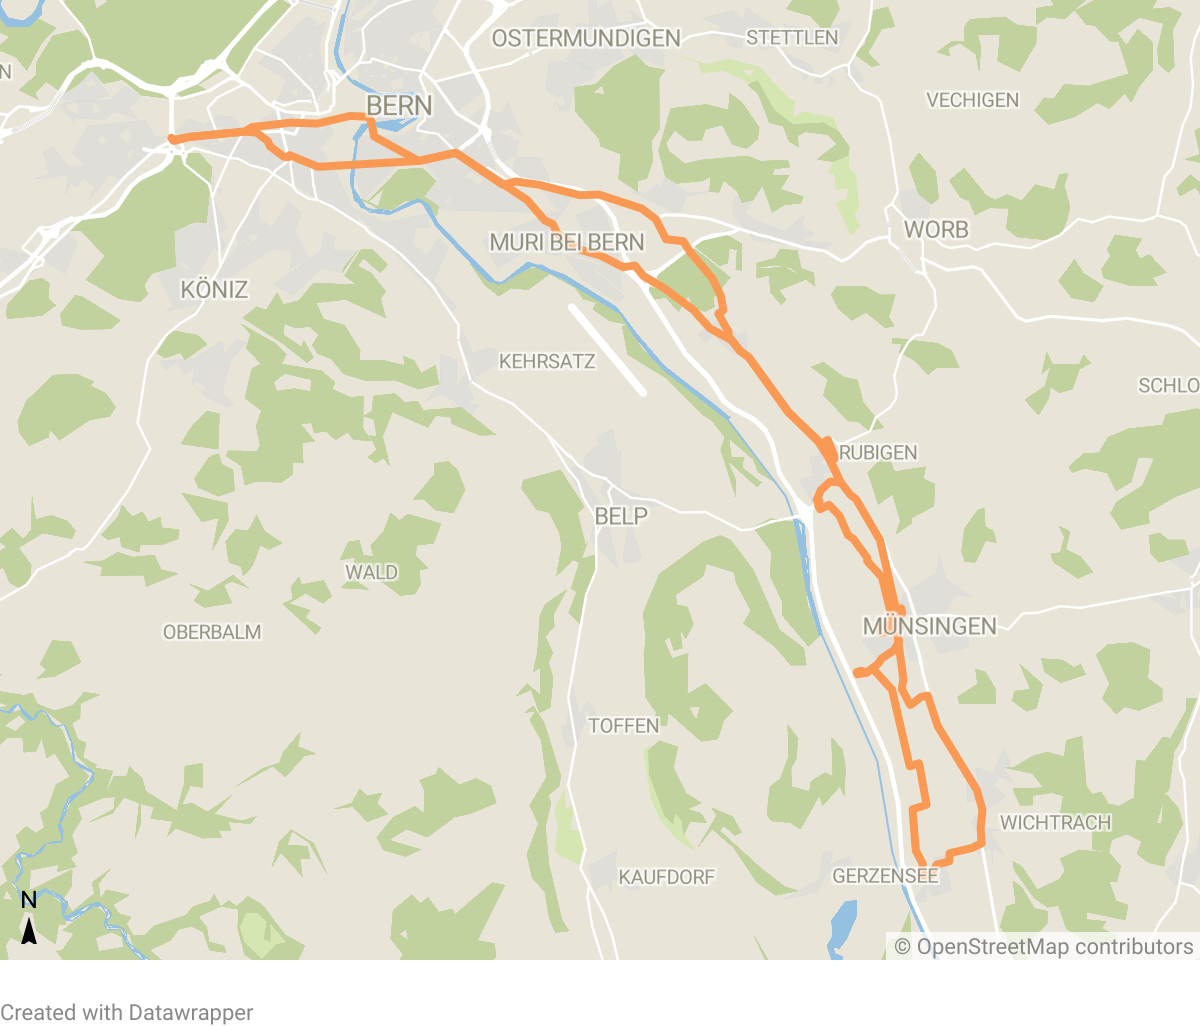 OSTERMUNDIGEN
STETTLEN
N
VECHIGEN
BERN
WORB
MURI BEI BERN
KÖNIZ
KEHRSATZ
SCHLO
RUBIGEN
BELP
WALD
OBERBALM
MÜNSINGEN
TOFFEN
WICHTRACH
KAUFDORF
GERZENSEE
N
© OpenStreetMap contributors
Created with Datawrapper